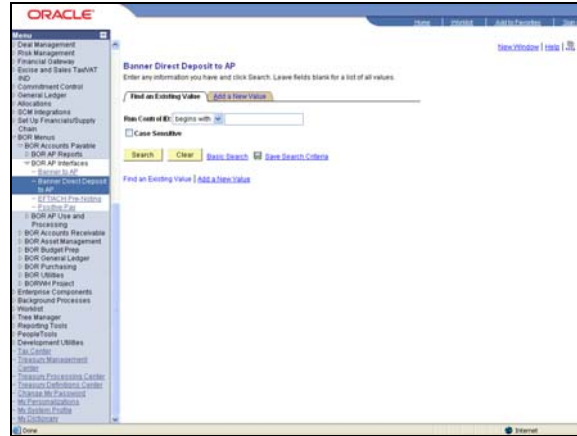 ORACLE
Home | Worklist | Add to Favorites | Sign
Menu
New Window | Help |
Deal Management
Risk Management
Financial Gateway
Excise and Sales Tax/VAT
IND
Commitment Control
General Ledger
Allocations
SCM Integrations
Set Up Financials/Supply
Chain
BOR Menus
BOR Accounts Payable
BOR AP Reports
BOR AP Interfaces
Banner to AP
Banner Direct Deposit
to AP
EFT/ACH Pre-Noting
Positive Pay
BOR AP Use and
Processing
BOR Accounts Receivable
BOR Asset Management
BOR Budget Prep
BOR General Ledger
BOR Purchasing
BOR Utilities
BORWH Project
Enterprise Components
Background Processes
Worklist
Tree Manager
Reporting Tools
PeopleTools
Development Utilities
Tax Center
Treasury Management
Center
Treasury Processing Center
Treasury Definitions Center
Change My Password
My Personalizations
My System Profile
My Dictionary
Banner Direct Deposit to AP
Enter any information you have and click Search. Leave fields blank for a list of all values.
Find an Existing Value Add a New Value
Run Control ID: begins with
Case Sensitive
Search Clear Basic Search Save Search Criteria
Find an Existing Value | Add a New Value
Done Internet